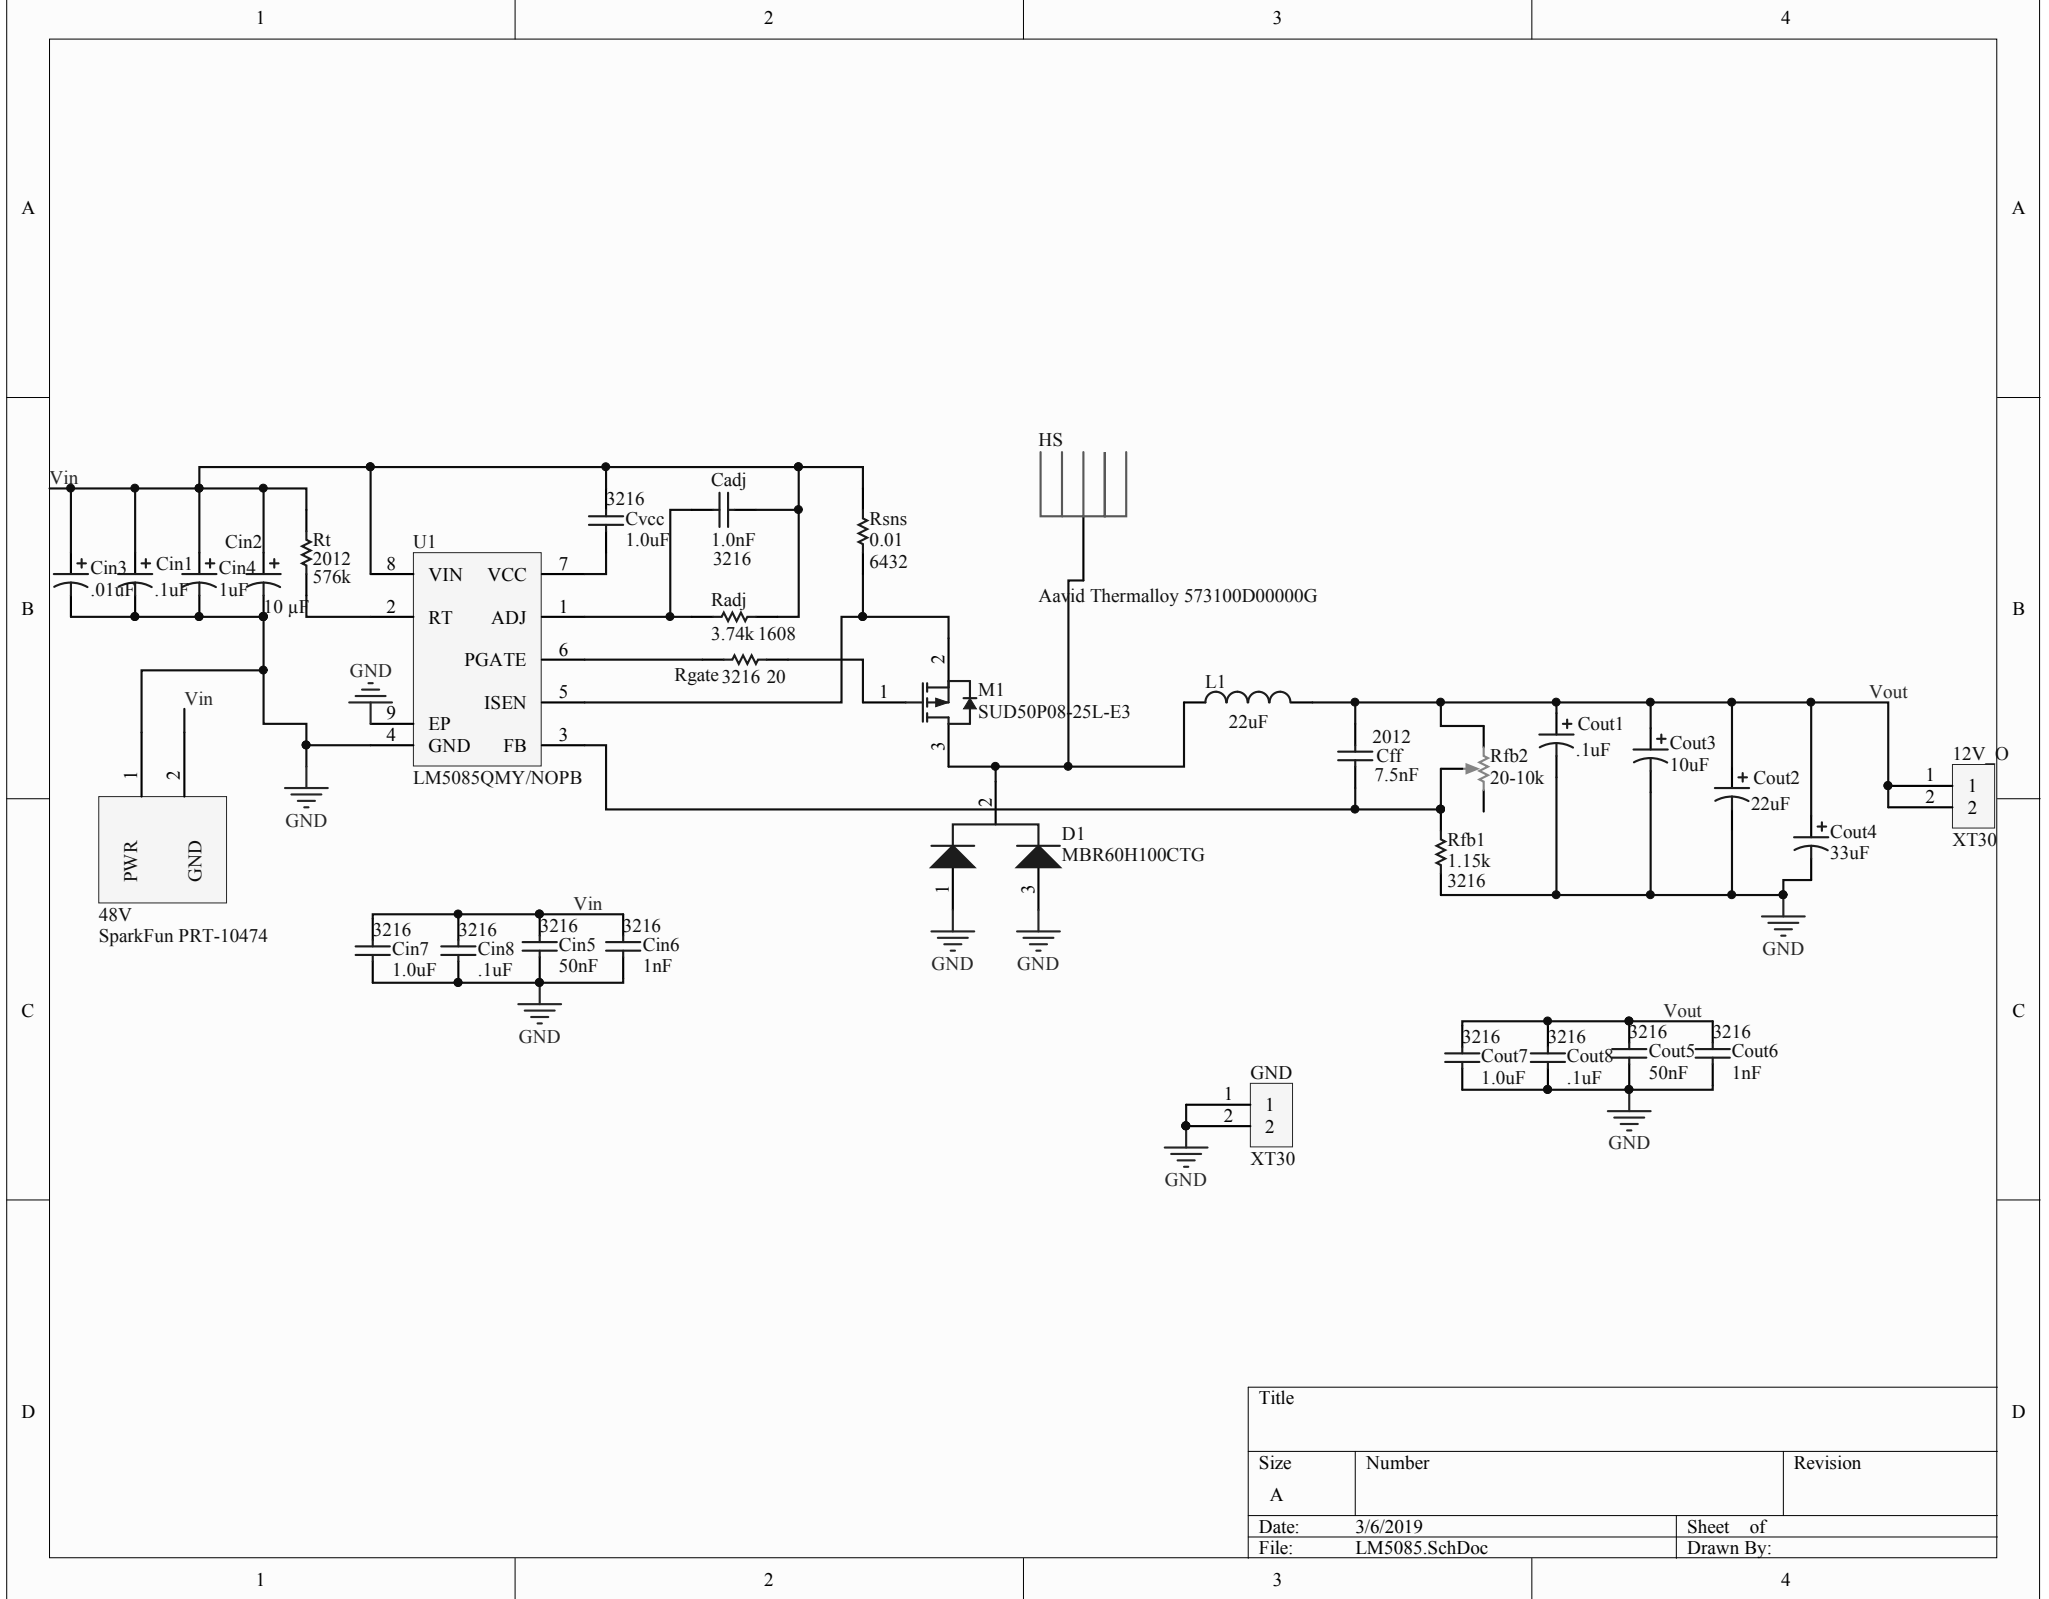 1 2 3 4
A A
B B
C C
D D
1 2 3 4
Vin
Cin3
.01uF
Cin1
.1uF
Cin4
1uF
Cin2
10 µF
Rt
2012
576k
U1
8 VIN
2 RT
9 EP
4 GND
VCC 7
ADJ 1
PGATE 6
ISEN 5
FB 3
LM5085QMY/NOPB
GND
GND
3216
Cvcc
1.0uF
Cadj
1.0nF
3216
Radj
3.74k 1608
Rgate 3216 20
Rsns
0.01
6432
1
2
3
M1
SUD50P08-25L-E3
HS
Aavid Thermalloy 573100D00000G
2
1
3
D1
MBR60H100CTG
GND
GND
L1
22uF
2012
Cff
7.5nF
Rfb2
20-10k
Rfb1
1.15k
3216
Cout1
.1uF
Cout3
10uF
Cout2
22uF
Cout4
33uF
GND
Vout
12V_O
1 1
2 2
XT30
Vin
1
2
PWR
GND
48V
SparkFun PRT-10474
Vin
3216
Cin7
1.0uF
3216
Cin8
.1uF
3216
Cin5
50nF
3216
Cin6
1nF
GND
Vout
3216
Cout7
1.0uF
3216
Cout8
.1uF
3216
Cout5
50nF
3216
Cout6
1nF
GND
GND
1 1
2 2
XT30
GND
Title
Size
A
Number
Revision
Date: 3/6/2019
Sheet of
File: LM5085.SchDoc
Drawn By: